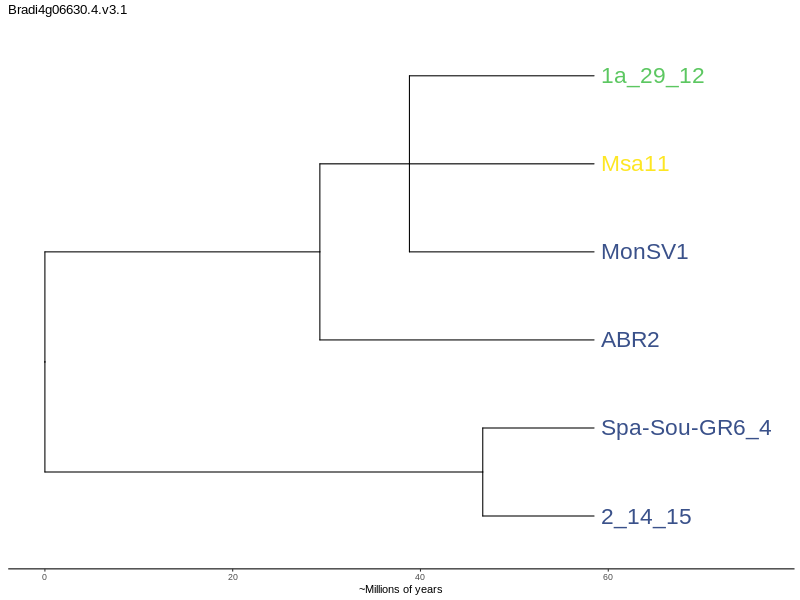 Bradi4g06630.4.v3.1
1a_29_12
Msa11
MonSV1
ABR2
Spa-Sou-GR6_4
2_14_15
0 20 40 60
~Millions of years